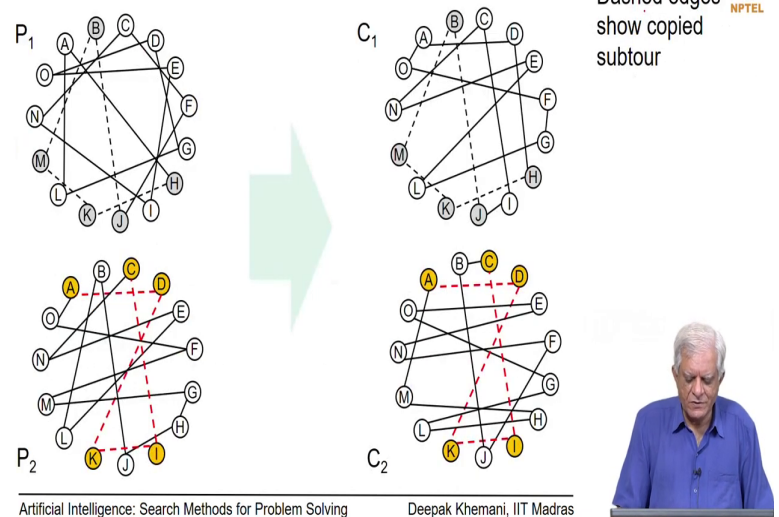 Dashed edges
NPTEL
show copied
subtour
P1
A
B
C
D
E
F
G
H
I
J
K
L
M
N
O
C1
A
B
C
D
E
F
G
H
I
J
K
L
M
N
O
P2
A
B
C
D
E
F
G
H
I
J
K
L
M
N
O
C2
A
B
C
D
E
F
G
H
I
J
K
L
M
N
O
Artificial Intelligence: Search Methods for Problem Solving
Deepak Khemani, IIT Madras